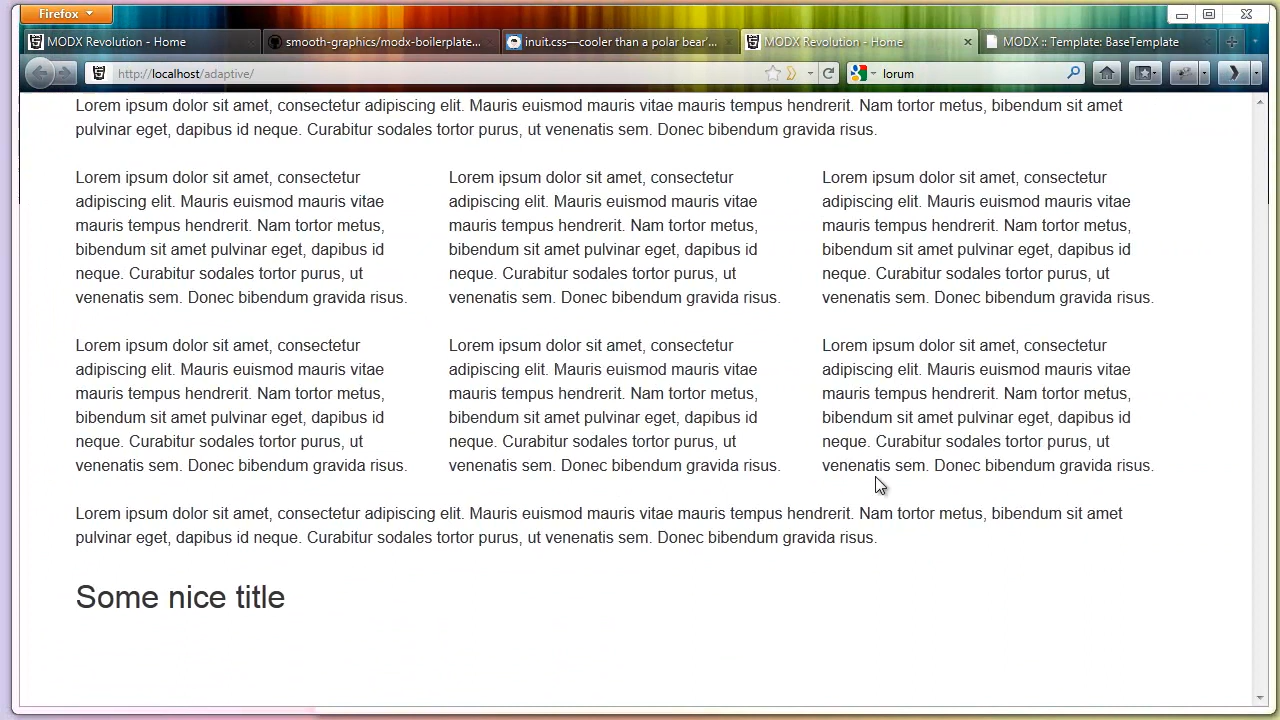 Firefox
MODX Revolution - Home
smooth-graphics/modx-boilerplate...
inuit.css—cooler than a polar bear'...
MODX Revolution - Home
MODX :: Template: BaseTemplate
http://localhost/adaptive/
lorum
Lorem ipsum dolor sit amet, consectetur adipiscing elit. Mauris euismod mauris vitae mauris tempus hendrerit. Nam tortor metus, bibendum sit amet
pulvinar eget, dapibus id neque. Curabitur sodales tortor purus, ut venenatis sem. Donec bibendum gravida risus.
Lorem ipsum dolor sit amet, consectetur
adipiscing elit. Mauris euismod mauris vitae
mauris tempus hendrerit. Nam tortor metus,
bibendum sit amet pulvinar eget, dapibus id
neque. Curabitur sodales tortor purus, ut
venenatis sem. Donec bibendum gravida risus.
Lorem ipsum dolor sit amet, consectetur
adipiscing elit. Mauris euismod mauris vitae
mauris tempus hendrerit. Nam tortor metus,
bibendum sit amet pulvinar eget, dapibus id
neque. Curabitur sodales tortor purus, ut
venenatis sem. Donec bibendum gravida risus.
Lorem ipsum dolor sit amet, consectetur
adipiscing elit. Mauris euismod mauris vitae
mauris tempus hendrerit. Nam tortor metus,
bibendum sit amet pulvinar eget, dapibus id
neque. Curabitur sodales tortor purus, ut
venenatis sem. Donec bibendum gravida risus.
Lorem ipsum dolor sit amet, consectetur
adipiscing elit. Mauris euismod mauris vitae
mauris tempus hendrerit. Nam tortor metus,
bibendum sit amet pulvinar eget, dapibus id
neque. Curabitur sodales tortor purus, ut
venenatis sem. Donec bibendum gravida risus.
Lorem ipsum dolor sit amet, consectetur
adipiscing elit. Mauris euismod mauris vitae
mauris tempus hendrerit. Nam tortor metus,
bibendum sit amet pulvinar eget, dapibus id
neque. Curabitur sodales tortor purus, ut
venenatis sem. Donec bibendum gravida risus.
Lorem ipsum dolor sit amet, consectetur
adipiscing elit. Mauris euismod mauris vitae
mauris tempus hendrerit. Nam tortor metus,
bibendum sit amet pulvinar eget, dapibus id
neque. Curabitur sodales tortor purus, ut
venenatis sem. Donec bibendum gravida risus.
Lorem ipsum dolor sit amet, consectetur adipiscing elit. Mauris euismod mauris vitae mauris tempus hendrerit. Nam tortor metus, bibendum sit amet
pulvinar eget, dapibus id neque. Curabitur sodales tortor purus, ut venenatis sem. Donec bibendum gravida risus.
Some nice title